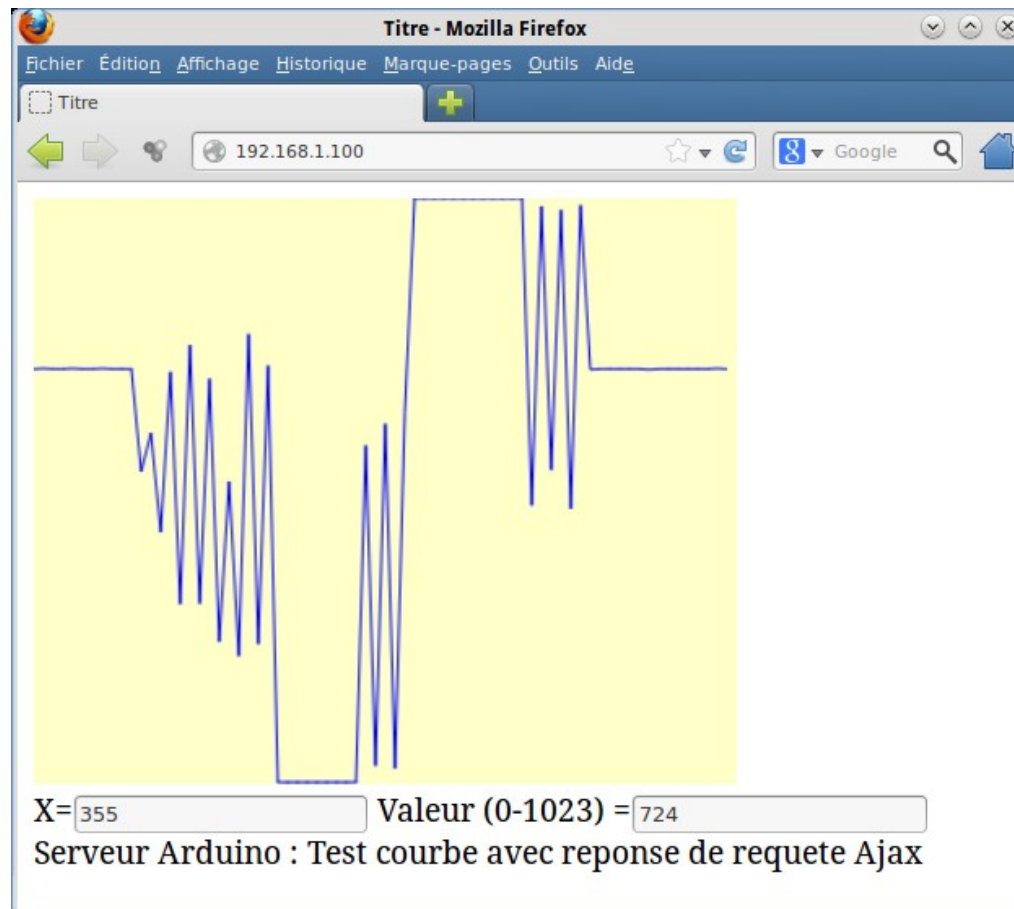 Titre - Mozilla Firefox
Fichier Édition Affichage Historique Marque-pages Outils Aide
Titre
192.168.1.100
8 Google
X= 355 Valeur (0-1023) = 724
Serveur Arduino : Test courbe avec reponse de requete Ajax